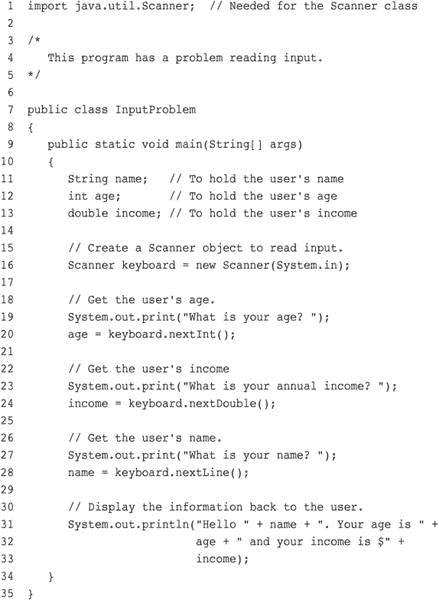 1 import java.util.Scanner;  // Needed for the Scanner class
2
3 /*
4    This program has a problem reading input.
5 */
6
7 public class InputProblem
8 {
9    public static void main(String[] args)
10    {
11       String name;   // To hold the user's name
12       int age;       // To hold the user's age
13       double income; // To hold the user's income
14
15       // Create a Scanner object to read input.
16       Scanner keyboard = new Scanner(System.in);
17
18       // Get the user's age.
19       System.out.print("What is your age? ");
20       age = keyboard.nextInt();
21
22       // Get the user's income
23       System.out.print("What is your annual income? ");
24       income = keyboard.nextDouble();
25
26       // Get the user's name.
27       System.out.print("What is your name? ");
28       name = keyboard.nextLine();
29
30       // Display the information back to the user.
31       System.out.println("Hello " + name + ". Your age is " +
32                          age + " and your income is $" +
33                          income);
34    }
35 }